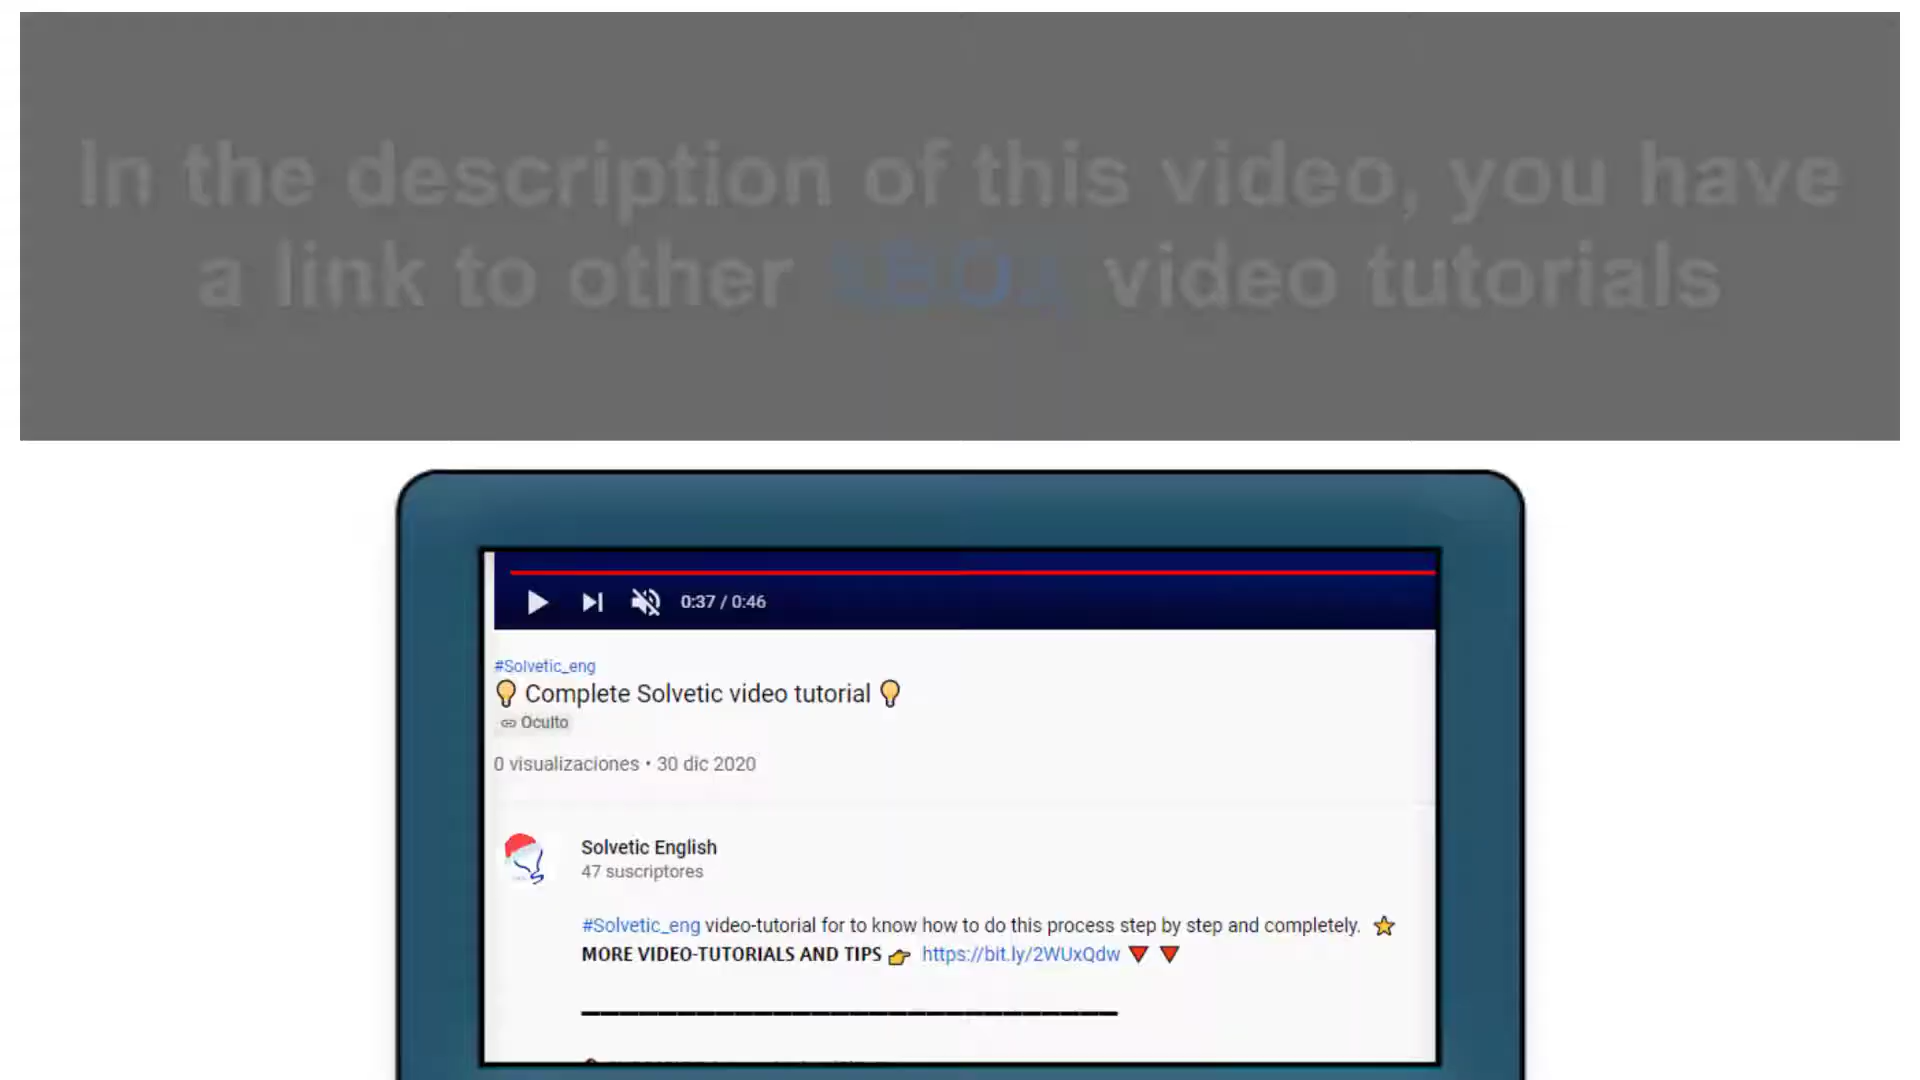 In the description of this video, you have
a link to other video tutorials
0:37 / 0:46
#Solvetic_eng
Complete Solvetic video tutorial
Oculto
0 visualizaciones • 30 dic 2020
Solvetic English
47 suscriptores
#Solvetic_eng video-tutorial for to know how to do this process step by step and completely.
MORE VIDEO-TUTORIALS AND TIPS https://bit.ly/2WUxQdw